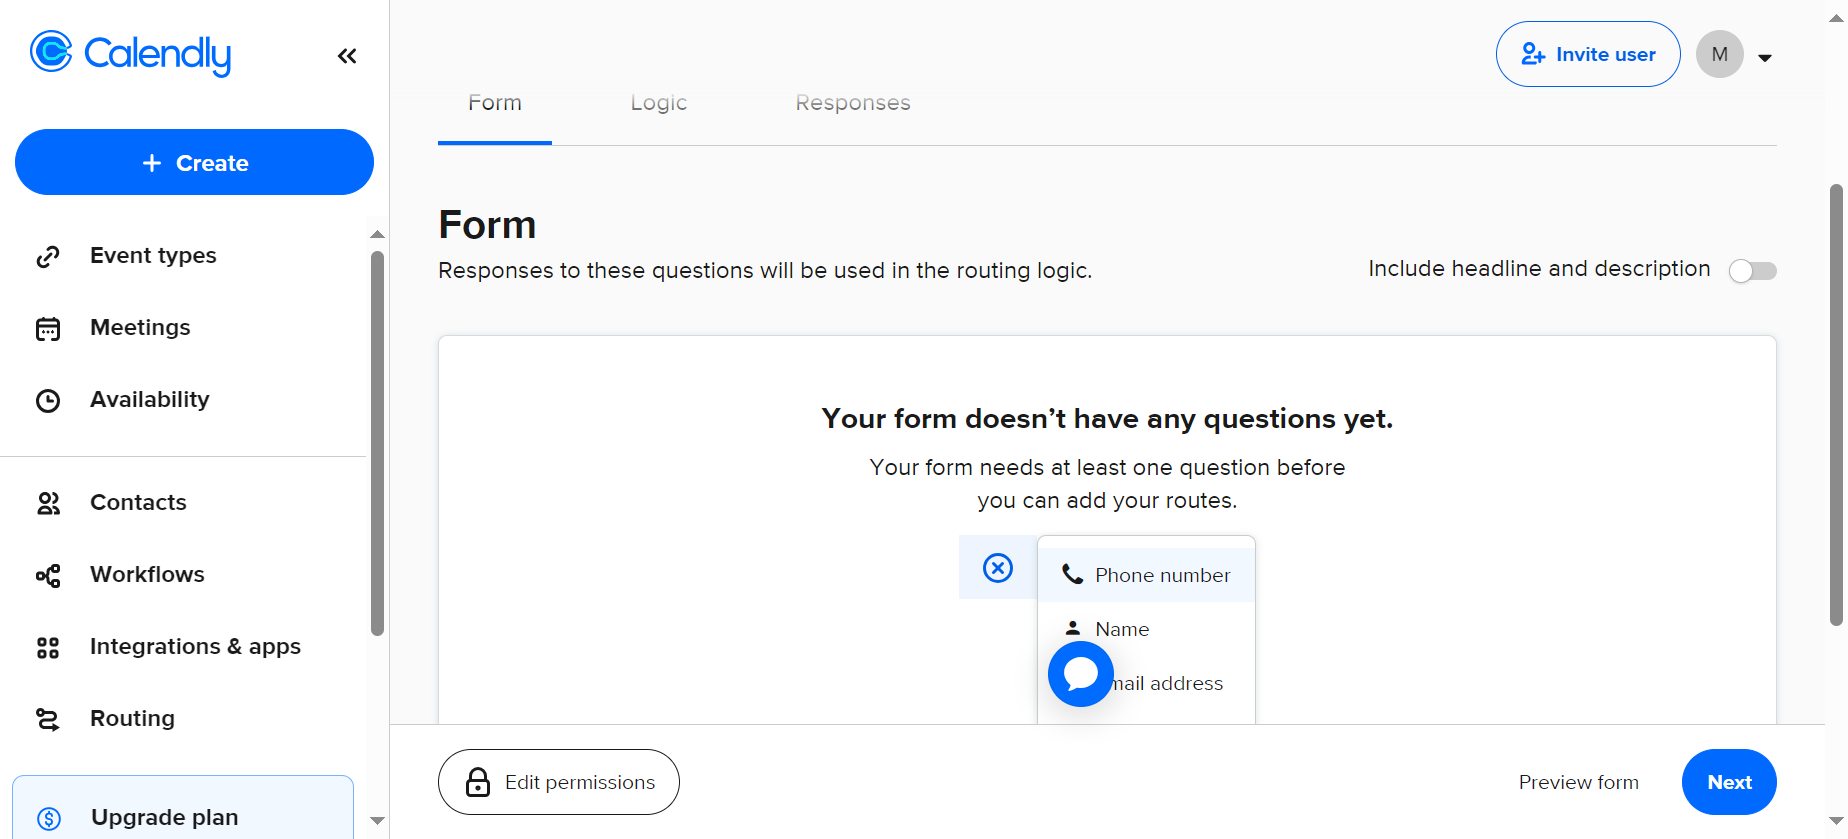 Calendly
Create
Event types
Meetings
Availability
Contacts
Workflows
Integrations & apps
Routing
Upgrade plan
Invite user
M
Form
Logic
Responses
Form
Responses to these questions will be used in the routing logic.
Include headline and description
Your form doesn’t have any questions yet.
Your form needs at least one question before
you can add your routes.
Phone number
Name
mail address
Edit permissions
Preview form
Next